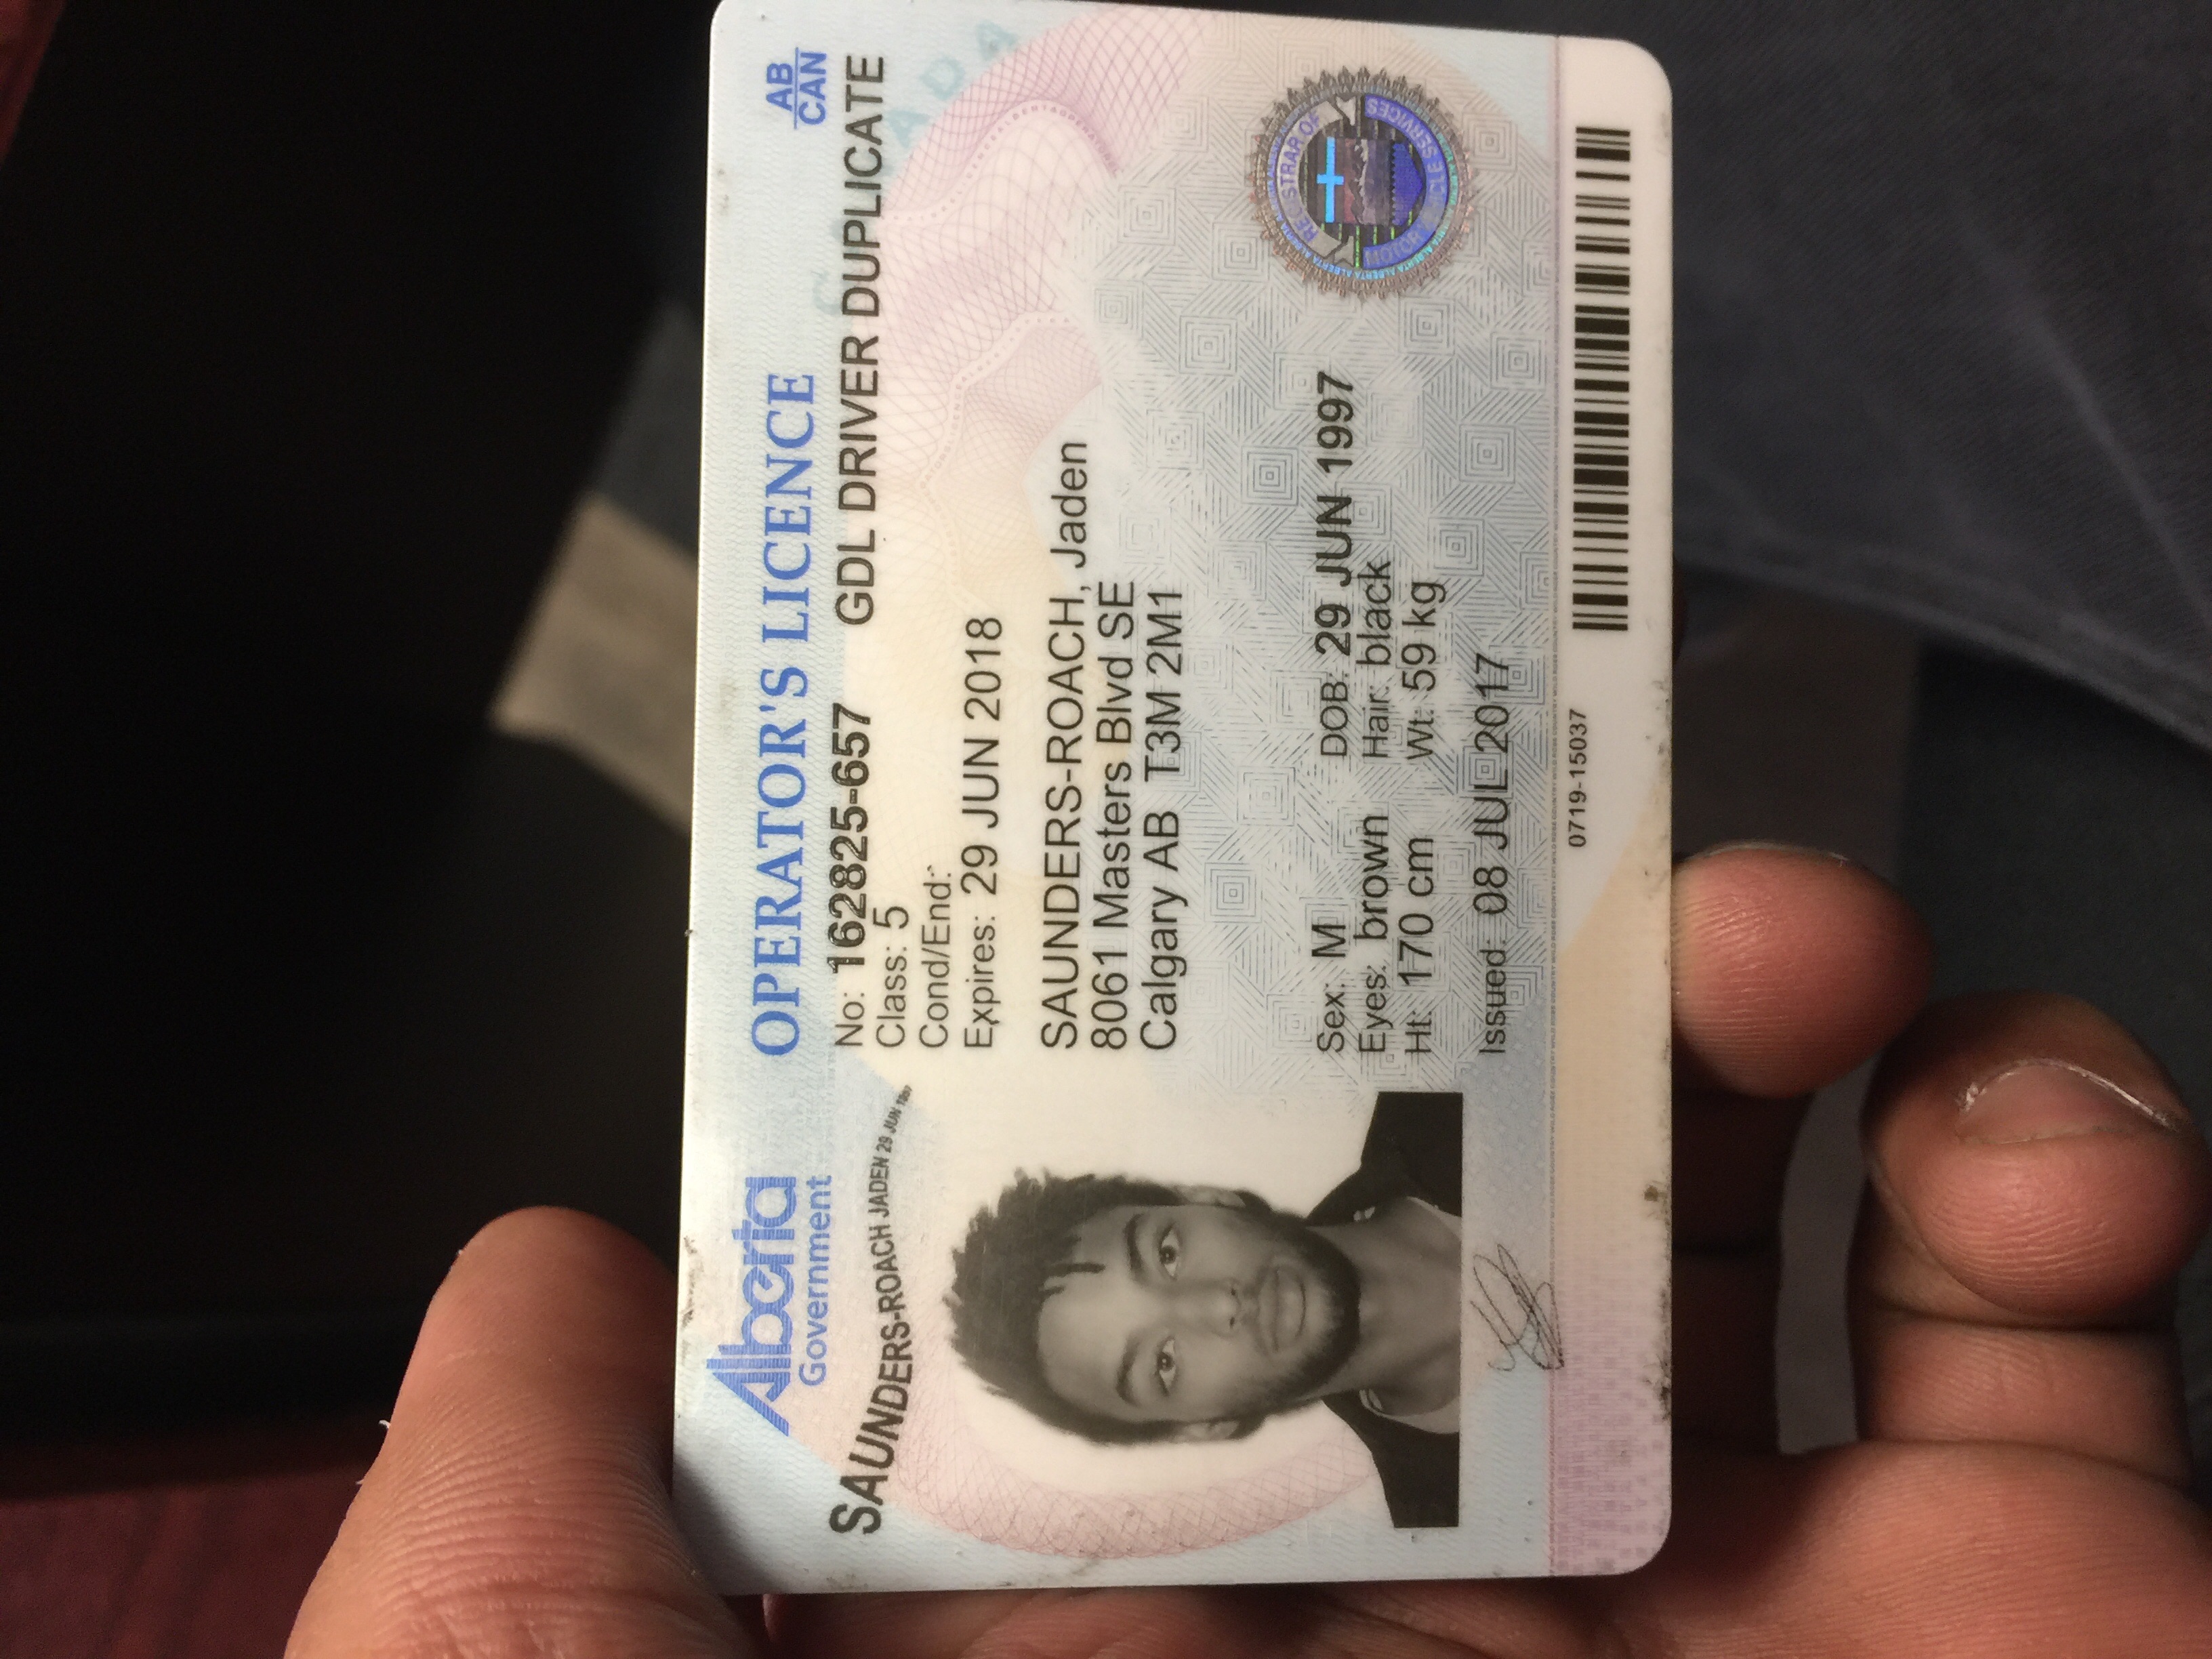 Alberta
Government
OPERATOR'S LICENCE
AB
CAN
CANADA
SAUNDERS-ROACH JADEN 29 JUN 1997
No: 162825-657 GDL DRIVER DUPLICATE
Class: 5
Cond/End:
Expires: 29 JUN 2018
SAUNDERS-ROACH, Jaden
8061 Masters Blvd SE
Calgary AB T3M 2M1
Sex: M DOB: 29 JUN 1997
Eyes: brown Hair: black
Ht: 170 cm Wt: 59 kg
Issued: 08 JUL 2017
REGISTRAR OF
MOTOR VEHICLE SERVICES
0719-15037